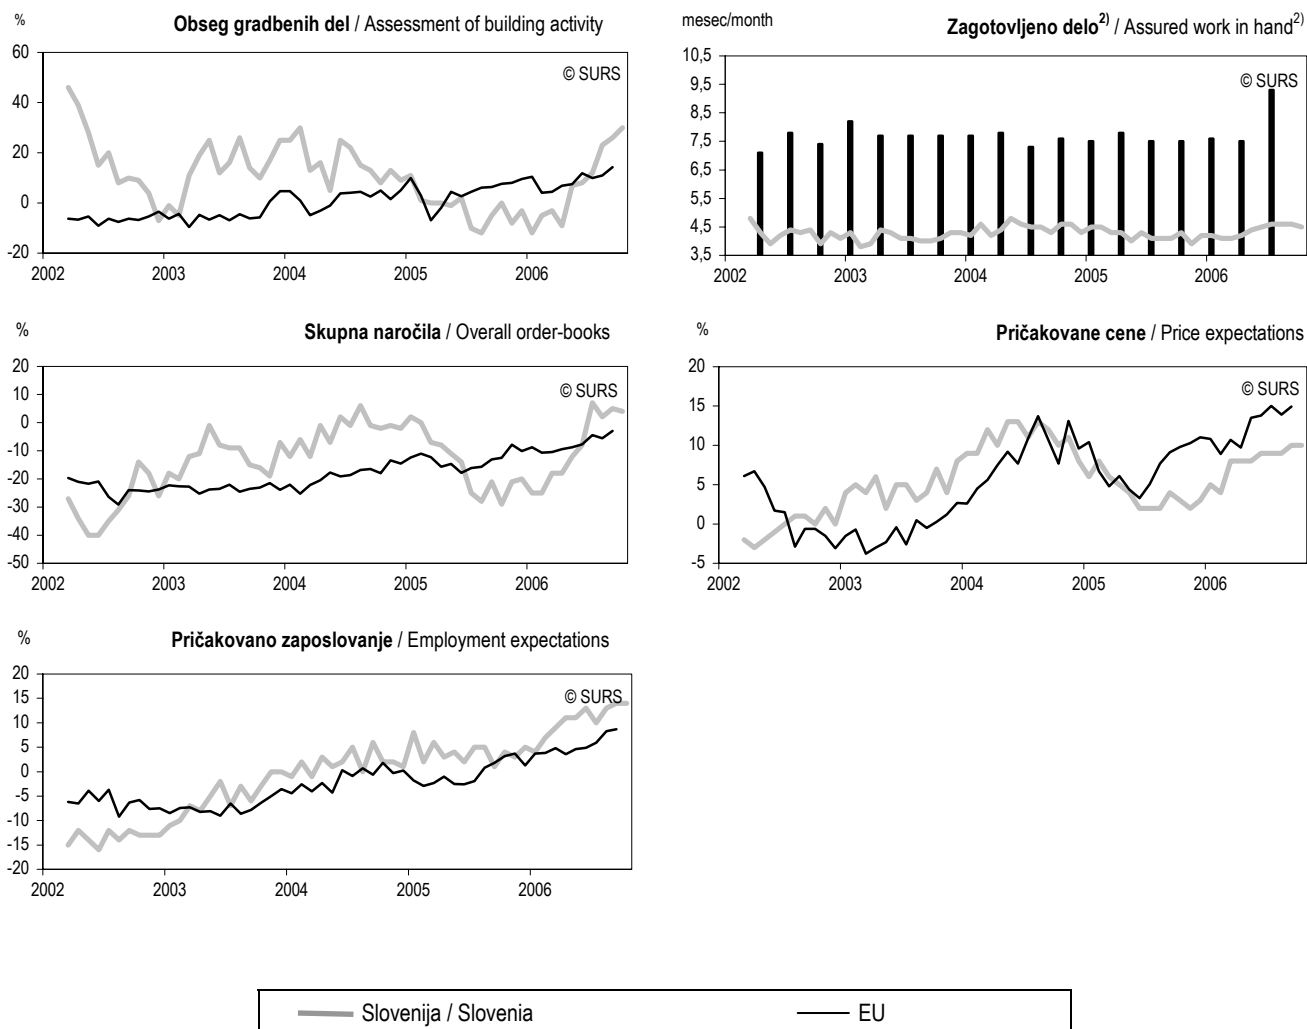 %
Obseg gradbenih del / Assessment of building activity
60
© SURS
40
20
0
-20
2002 2003 2004 2005 2006
mesec/month
Zagotovljeno delo2) / Assured work in hand2)
10,5
9,5
© SURS
8,5
7,5
6,5
5,5
4,5
3,5
2002 2003 2004 2005 2006
%
Skupna naročila / Overall order-books
20
10
© SURS
0
-10
-20
-30
-40
-50
2002 2003 2004 2005 2006
%
Pričakovane cene / Price expectations
20
© SURS
15
10
5
0
-5
2002 2003 2004 2005 2006
%
Pričakovano zaposlovanje / Employment expectations
20
15
© SURS
10
5
0
-5
-10
-15
-20
2002 2003 2004 2005 2006
Slovenija / Slovenia EU